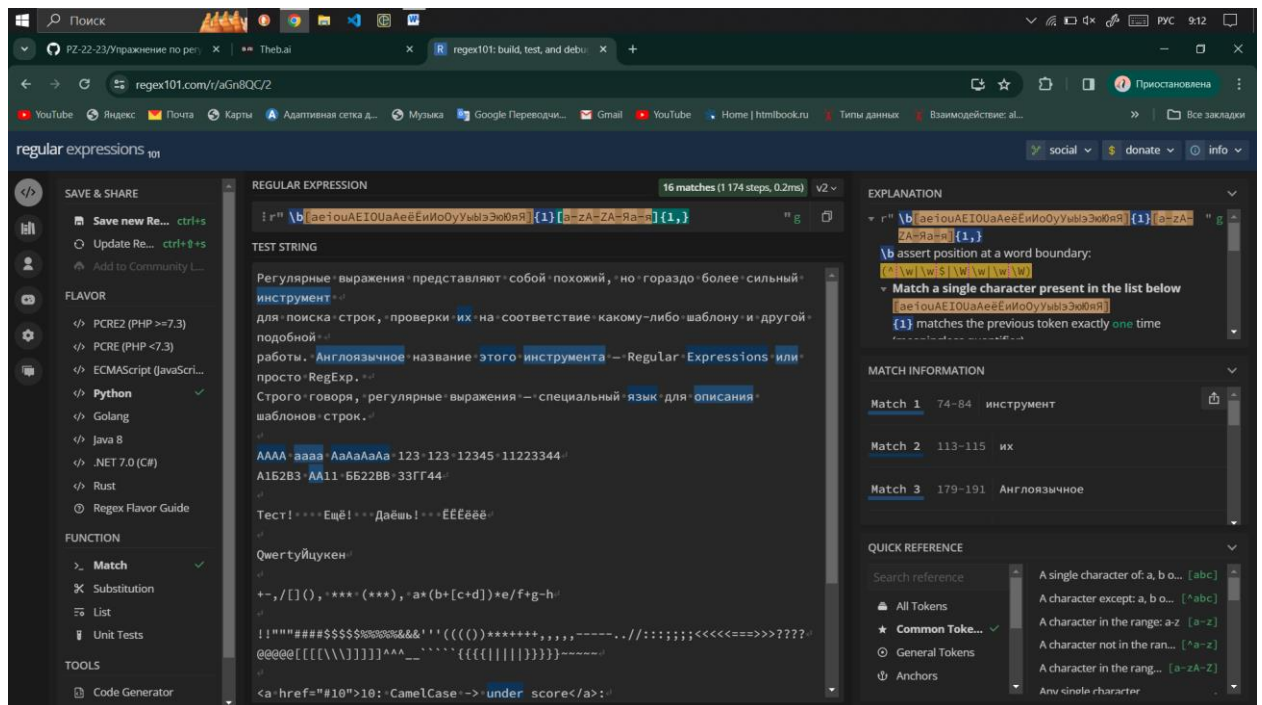 Поиск
РУС 9:12
PZ-22-23/Упражнение по рег
Theb.ai
regex101: build, test, and debu
regex101.com/r/aGn8QC/2
Приостановлена
YouTube Яндекс Почта Карты Адаптивная сетка д... Музыка Google Переводчи... Gmail YouTube Home | htmlbook.ru Типы данных Взаимодействие: al... » Все закладки
regular expressions 101
social donate info
SAVE & SHARE
Save new Re... ctrl+s
Update Re... ctrl+⇧+s
Add to Community L...
FLAVOR
PCRE2 (PHP >=7.3)
PCRE (PHP <7.3)
ECMAScript (JavaScri...
Python
Golang
Java 8
.NET 7.0 (C#)
Rust
Regex Flavor Guide
FUNCTION
Match
Substitution
List
Unit Tests
TOOLS
Code Generator
REGULAR EXPRESSION
16 matches (1 174 steps, 0.2ms)
v2
r" \b[aeiouAEIOUаАеёЁиИоОуУыЫэЭюЮяЯ]{1}[a-zA-ZА-Яа-я]{1,} " g
TEST STRING
Регулярные выражения представляют собой похожий, но гораздо более сильный
инструмент
для поиска строк, проверки их на соответствие какому-либо шаблону и другой
подобной
работы. Англоязычное название этого инструмента — Regular Expressions или
просто RegExp.
Строго говоря, регулярные выражения — специальный язык для описания
шаблонов строк.
АААА аааа АаАаАаАа 123 123 12345 11223344
А1Б2В3 АА11 ББ22ВВ 33ГГ44
Тест! Ещё! Даёшь! ЁЁЁёёё
QwertyЙцукен
+-,/[](), *** (***), a*(b+[c+d])*e/f+g-h
!!"""####$$$$$%%%%%%&&&'''(((())***++++,,,,,-----..//:::;;;;<<<<<===>>>????
@@@@@[[[[\\\]]]]]^^^__`````{{{{|||||}}}}}~~~~~
<a href="#10">10: CamelCase -> under score</a>:
EXPLANATION
r" \b[aeiouAEIOUаАеёЁиИоОуУыЫэЭюЮяЯ]{1}[a-zA- " g
ZА-Яа-я]{1,}
\b assert position at a word boundary:
(^\w|\w$|\W\w|\w\W)
Match a single character present in the list below
[aeiouAEIOUаАеёЁиИоОуУыЫэЭюЮяЯ]
{1} matches the previous token exactly one time
MATCH INFORMATION
Match 1 74-84 инструмент
Match 2 113-115 их
Match 3 179-191 Англоязычное
QUICK REFERENCE
Search reference
All Tokens
Common Toke...
General Tokens
Anchors
A single character of: a, b o... [abc]
A character except: a, b o... [^abc]
A character in the range: a-z [a-z]
A character not in the ran... [^a-z]
A character in the rang... [a-zA-Z]
Any single character .